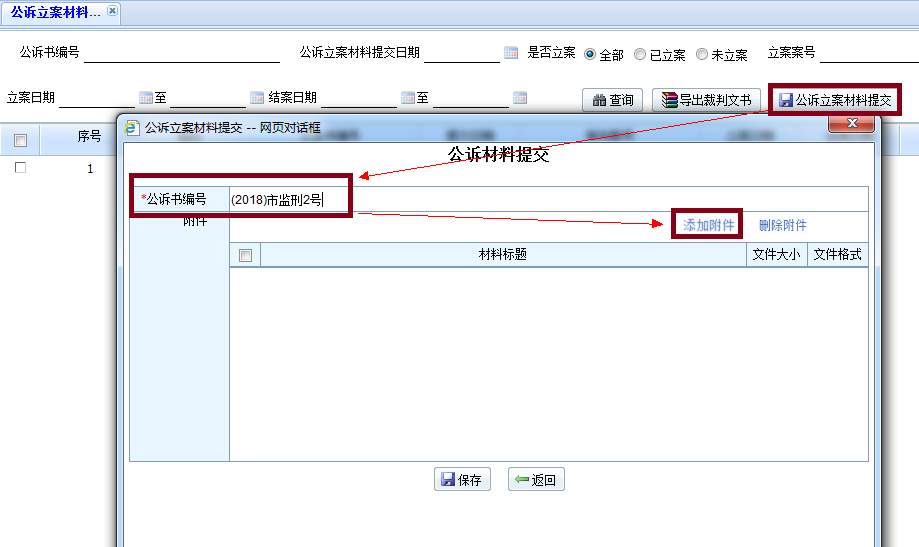 公诉立案材料...
公诉书编号 公诉立案材料提交日期 是否立案 全部 已立案 未立案 立案案号
立案日期 至 结案日期 至 查询 导出裁判文书 公诉立案材料提交
序号
1
公诉立案材料提交 -- 网页对话框
公诉材料提交
*公诉书编号 (2018)市监刑2号
附件 添加附件 删除附件
材料标题 文件大小 文件格式
保存 返回